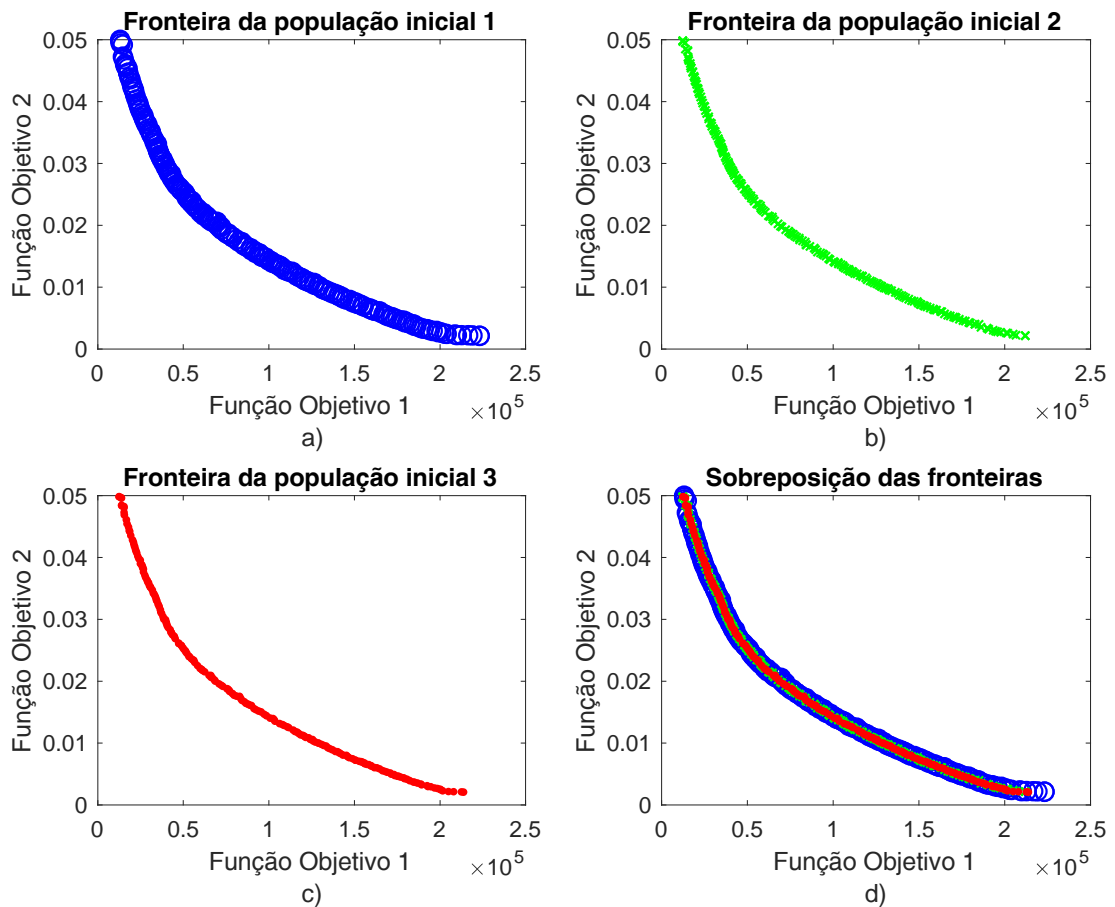 Fronteira da população inicial 1
0.05
0.04
0.03
0.02
0.01
0
Função Objetivo 2
0 0.5 1 1.5 2 2.5
Função Objetivo 1 ×10^5
a)
Fronteira da população inicial 2
0.05
0.04
0.03
0.02
0.01
0
Função Objetivo 2
0 0.5 1 1.5 2 2.5
Função Objetivo 1 ×10^5
b)
Fronteira da população inicial 3
0.05
0.04
0.03
0.02
0.01
0
Função Objetivo 2
0 0.5 1 1.5 2 2.5
Função Objetivo 1 ×10^5
c)
Sobreposição das fronteiras
0.05
0.04
0.03
0.02
0.01
0
Função Objetivo 2
0 0.5 1 1.5 2 2.5
Função Objetivo 1 ×10^5
d)